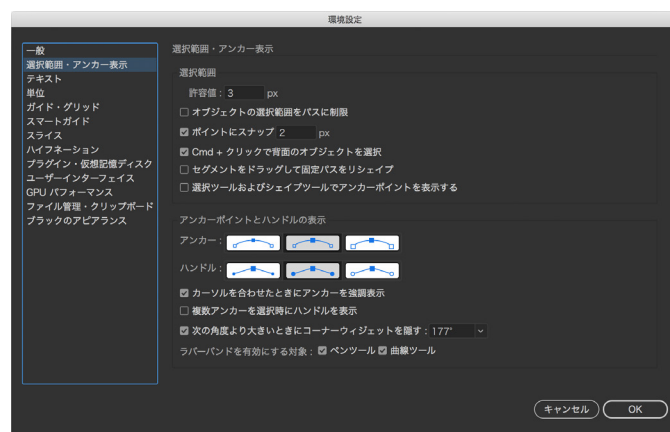 環境設定
一般
選択範囲・アンカー表示
テキスト
単位
ガイド・グリッド
スマートガイド
スライス
ハイフネーション
プラグイン・仮想記憶ディスク
ユーザーインターフェイス
GPU パフォーマンス
ファイル管理・クリップボード
ブラックのアピアランス
選択範囲・アンカー表示
選択範囲
許容値 : 3 px
オブジェクトの選択範囲をパスに制限
ポイントにスナップ 2 px
Cmd + クリックで背面のオブジェクトを選択
セグメントをドラッグして固定パスをリシェイプ
選択ツールおよびシェイプツールでアンカーポイントを表示する
アンカーポイントとハンドルの表示
アンカー :
ハンドル :
カーソルを合わせたときにアンカーを強調表示
複数アンカーを選択時にハンドルを表示
次の角度より大きいときにコーナーウィジェットを隠す : 177°
ラバーバンドを有効にする対象 : ペンツール 曲線ツール
キャンセル OK